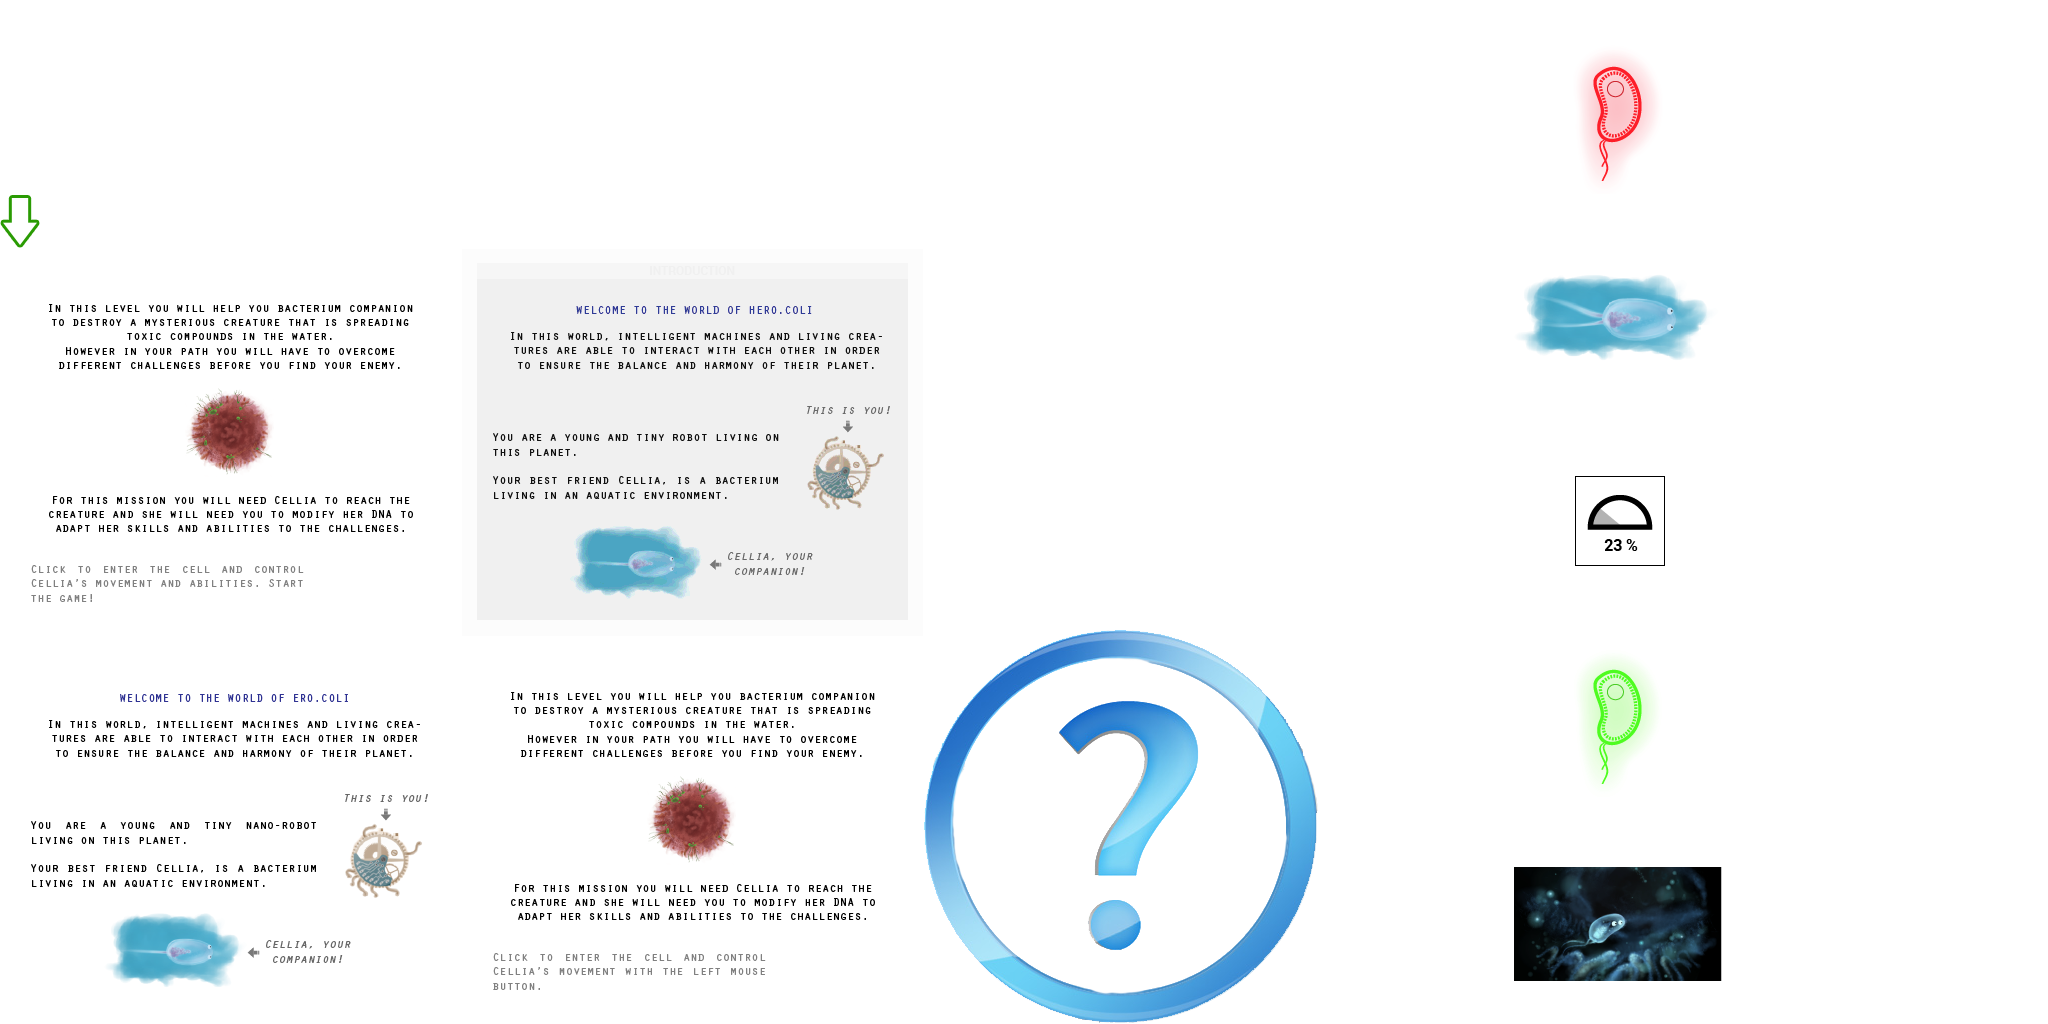 In this level you will help you bacterium companion
to destroy a mysterious creature that is spreading
toxic compounds in the water.
However in your path you will have to overcome
different challenges before you find your enemy.
For this mission you will need Cellia to reach the
creature and she will need you to modify her DNA to
adapt her skills and abilities to the challenges.
Click to enter the cell and control
Cellia's movement and abilities. Start
the game!
INTRODUCTION
WELCOME TO THE WORLD OF HERO.COLI
In this world, intelligent machines and living crea-
tures are able to interact with each other in order
to ensure the balance and harmony of their planet.
This is you!
You are a young and tiny robot living on
this planet.
Your best friend Cellia, is a bacterium
living in an aquatic environment.
Cellia, your
companion!
23 %
WELCOME TO THE WORLD OF ERO.COLI
In this world, intelligent machines and living crea-
tures are able to interact with each other in order
to ensure the balance and harmony of their planet.
This is you!
You are a young and tiny nano-robot
living on this planet.
Your best friend Cellia, is a bacterium
living in an aquatic environment.
Cellia, your
companion!
In this level you will help you bacterium companion
to destroy a mysterious creature that is spreading
toxic compounds in the water.
However in your path you will have to overcome
different challenges before you find your enemy.
For this mission you will need Cellia to reach the
creature and she will need you to modify her DNA to
adapt her skills and abilities to the challenges.
Click to enter the cell and control
Cellia's movement with the left mouse
button.
?